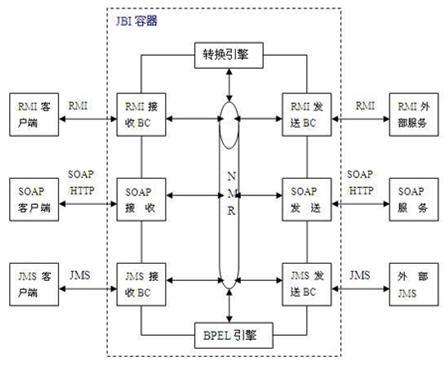 JBI 容器
转换引擎
RMI 客
户端
RMI
RMI 接
收 BC
RMI 发
送 BC
RMI
RMI 外
部服务
SOAP
客户端
SOAP
/HTTP
SOAP
接 收
N
M
R
SOAP
发 送
SOAP
/HTTP
SOAP
服 务
JMS 客
户端
JMS
JMS 接
收 BC
JMS 发
送 BC
JMS
外 部
JMS
BPEL 引擎